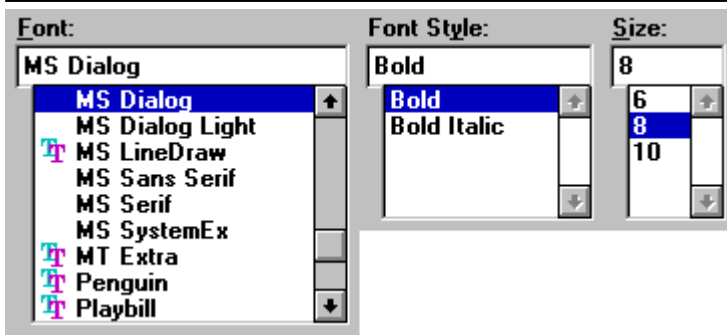 Font:
MS Dialog
MS Dialog
MS Dialog Light
MS LineDraw
MS Sans Serif
MS Serif
MS SystemEx
MT Extra
Penguin
Playbill
Font Style:
Bold
Bold
Bold Italic
Size:
8
6
8
10